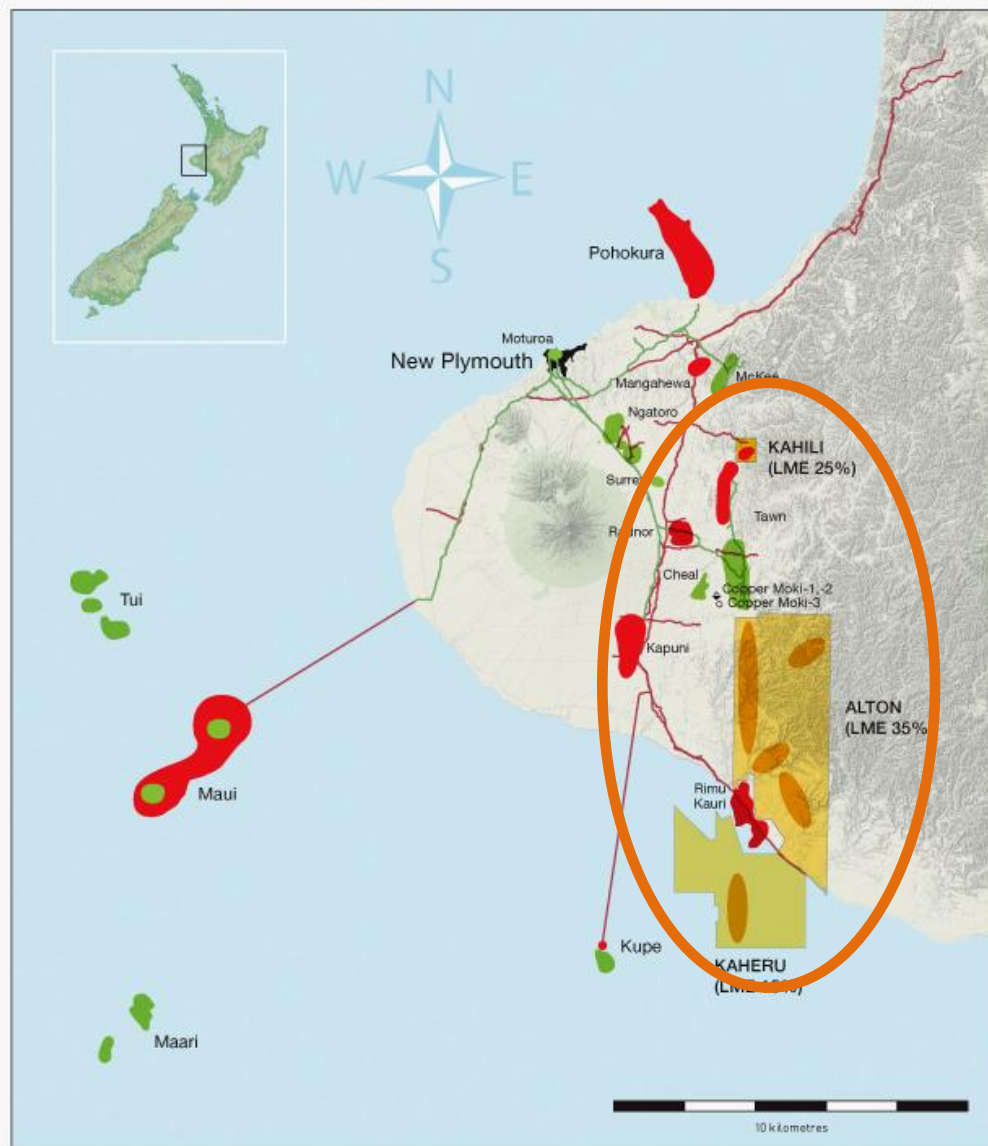 N
W
E
S
Pohokura
Moturoa
New Plymouth
Mangahewa
McKee
Ngatoro
KAHILI
(LME 25%)
Tawn
Cheal
Copper Moki-1,-2
Copper Moki-3
Tui
Kapuni
ALTON
(LME 35%
Maui
Rimu
Kauri
Kupe
KAHERU
Maari
10 kilometres